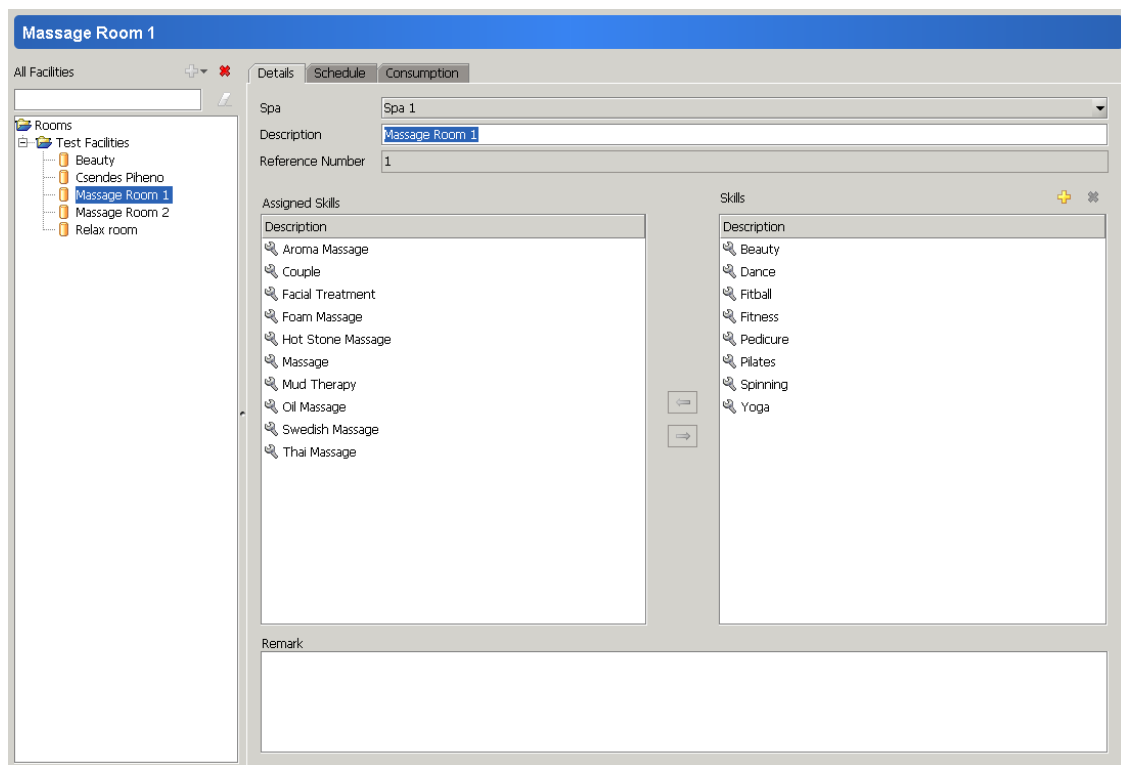 Massage Room 1
All Facilities
Rooms
Test Facilities
Beauty
Csendes Piheno
Massage Room 1
Massage Room 2
Relax room
Details Schedule Consumption
Spa Spa 1
Description Massage Room 1
Reference Number 1
Assigned Skills
Description
Aroma Massage
Couple
Facial Treatment
Foam Massage
Hot Stone Massage
Massage
Mud Therapy
Oil Massage
Swedish Massage
Thai Massage
Skills
Description
Beauty
Dance
Fitball
Fitness
Pedicure
Pilates
Spinning
Yoga
Remark